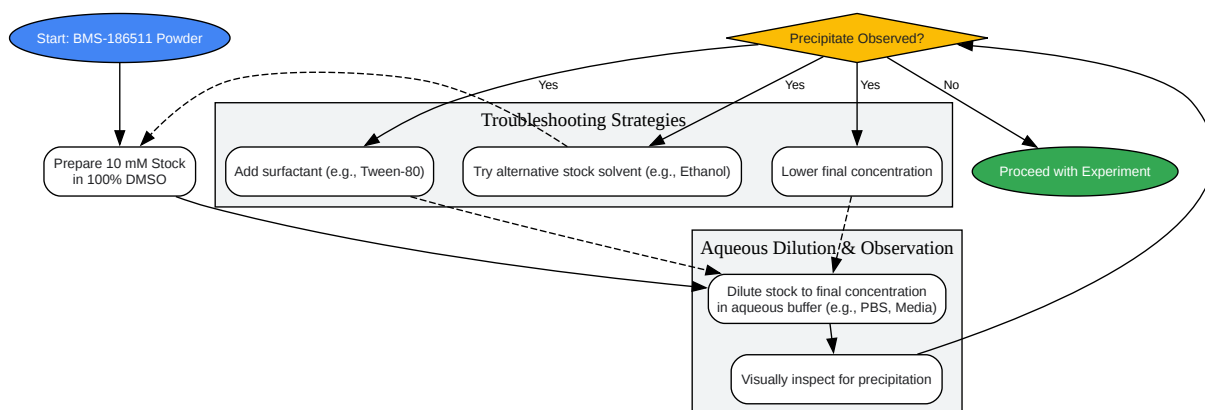 Start: BMS-186511 Powder
Precipitate Observed?
Yes
Yes
Yes
No
Troubleshooting Strategies
Prepare 10 mM Stock
in 100% DMSO
Add surfactant (e.g., Tween-80)
Try alternative stock solvent (e.g., Ethanol)
Lower final concentration
Proceed with Experiment
Aqueous Dilution & Observation
Dilute stock to final concentration
in aqueous buffer (e.g., PBS, Media)
Visually inspect for precipitation